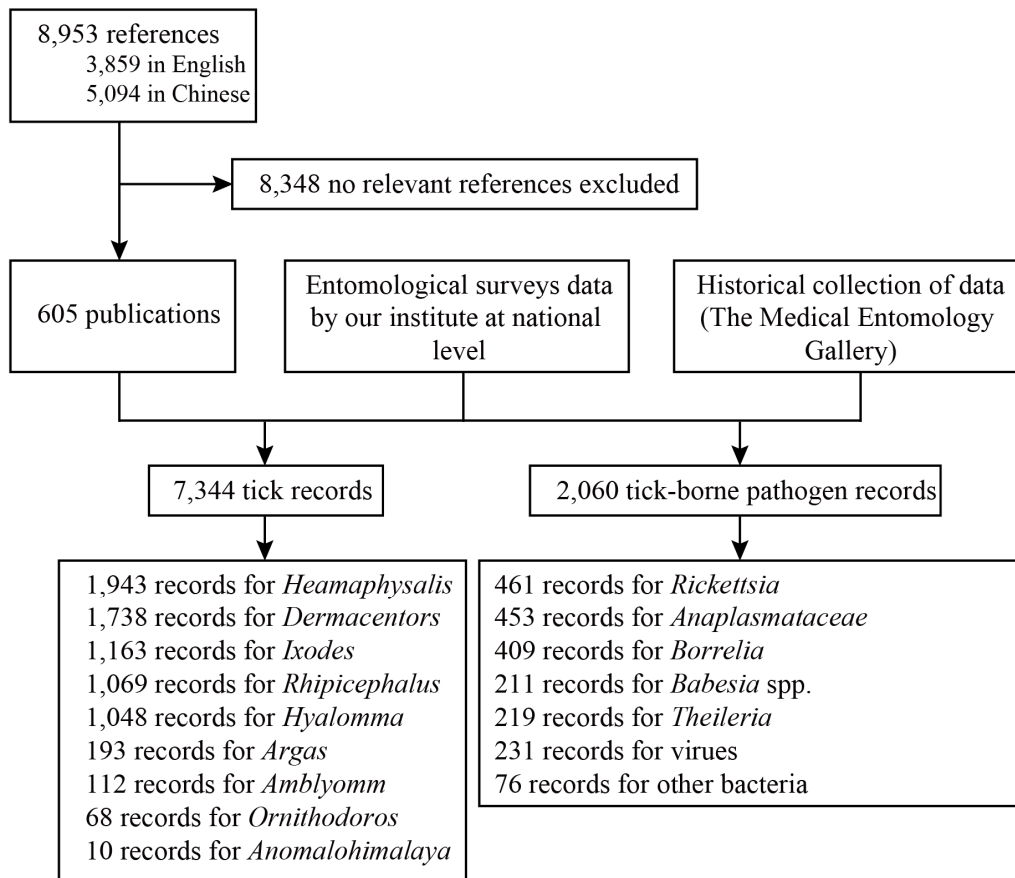 8,953 references
3,859 in English
5,094 in Chinese
8,348 no relevant references excluded
605 publications
Entomological surveys data
by our institute at national
level
Historical collection of data
(The Medical Entomology
Gallery)
7,344 tick records
2,060 tick-borne pathogen records
1,943 records for Heamaphysalis
1,738 records for Dermacentors
1,163 records for Ixodes
1,069 records for Rhipicephalus
1,048 records for Hyalomma
193 records for Argas
112 records for Amblyomm
68 records for Ornithodoros
10 records for Anomalohimalaya
461 records for Rickettsia
453 records for Anaplasmataceae
409 records for Borrelia
211 records for Babesia spp.
219 records for Theileria
231 records for virues
76 records for other bacteria